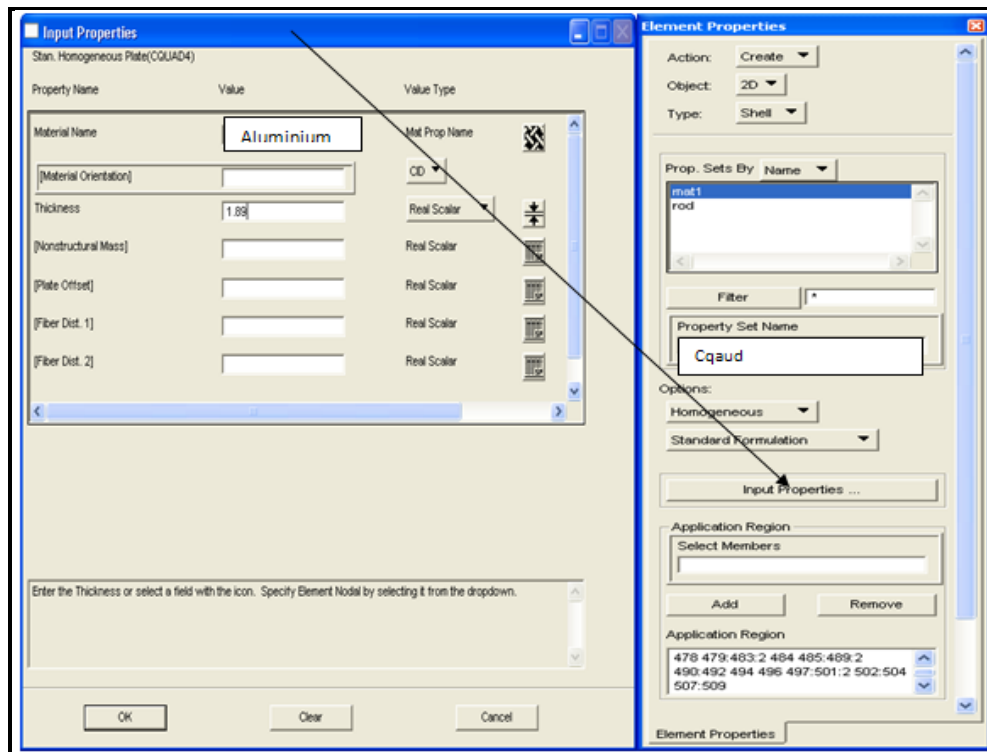 Input Properties
Stan. Homogeneous Plate(CQUAD4)
Property Name Value Value Type
Material Name Aluminium Mat Prop Name
[Material Orientation] CID
Thickness 1.89 Real Scalar
[Nonstructural Mass] Real Scalar
[Plate Offset] Real Scalar
[Fiber Dist. 1] Real Scalar
[Fiber Dist. 2] Real Scalar
Enter the Thickness or select a field with the icon. Specify Element Nodal by selecting it from the dropdown.
OK Clear Cancel
Element Properties
Action: Create
Object: 2D
Type: Shell
Prop. Sets By Name
mat1
rod
Filter *
Property Set Name
Cqaud
Options:
Homogeneous
Standard Formulation
Input Properties ...
Application Region
Select Members
Add Remove
Application Region
478 479:483:2 484 485:489:2
490:492 494 496 497:501:2 502:504
507:509
Element Properties